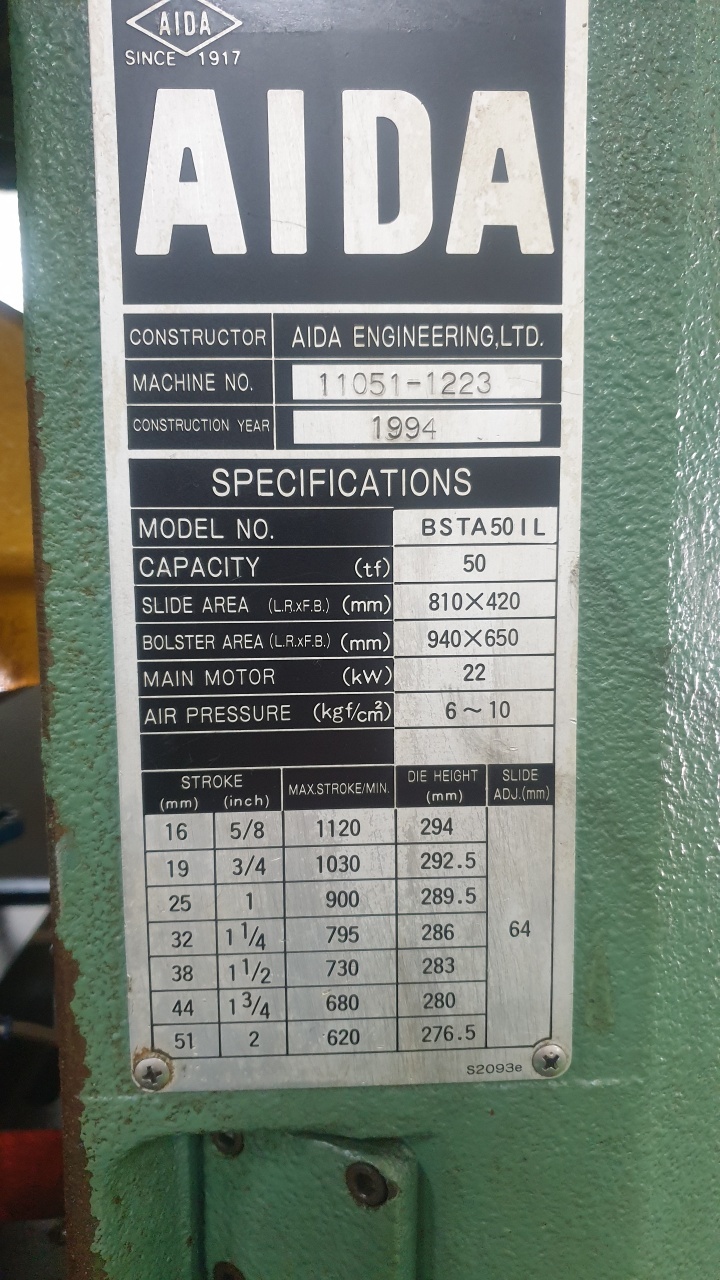 AIDA
SINCE 1917
AIDA
CONSTRUCTOR AIDA ENGINEERING,LTD.
MACHINE NO. 11051-1223
CONSTRUCTION YEAR 1994
SPECIFICATIONS
MODEL NO. BSTA50IL
CAPACITY (tf) 50
SLIDE AREA (L.R.xF.B.) (mm) 810×420
BOLSTER AREA (L.R.xF.B.) (mm) 940×650
MAIN MOTOR (kW) 22
AIR PRESSURE (kgf/cm²) 6~10
STROKE MAX.STROKE/MIN. DIE HEIGHT SLIDE
(mm) (inch) (mm) ADJ.(mm)
16 5/8 1120 294
19 3/4 1030 292.5
25 1 900 289.5
32 1 1/4 795 286 64
38 1 1/2 730 283
44 1 3/4 680 280
51 2 620 276.5
S2093e